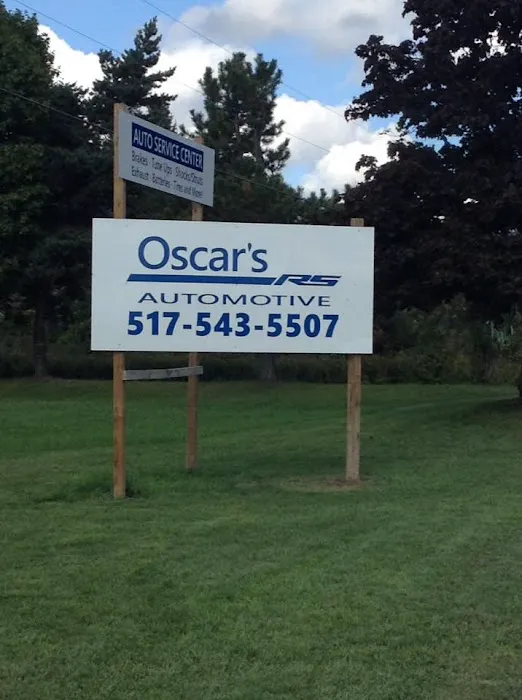 AUTO SERVICE CENTER
Brakes · Tune Ups · Shocks/Struts
Exhaust · Batteries · Tires and More!
Oscar's
RS
AUTOMOTIVE
517-543-5507